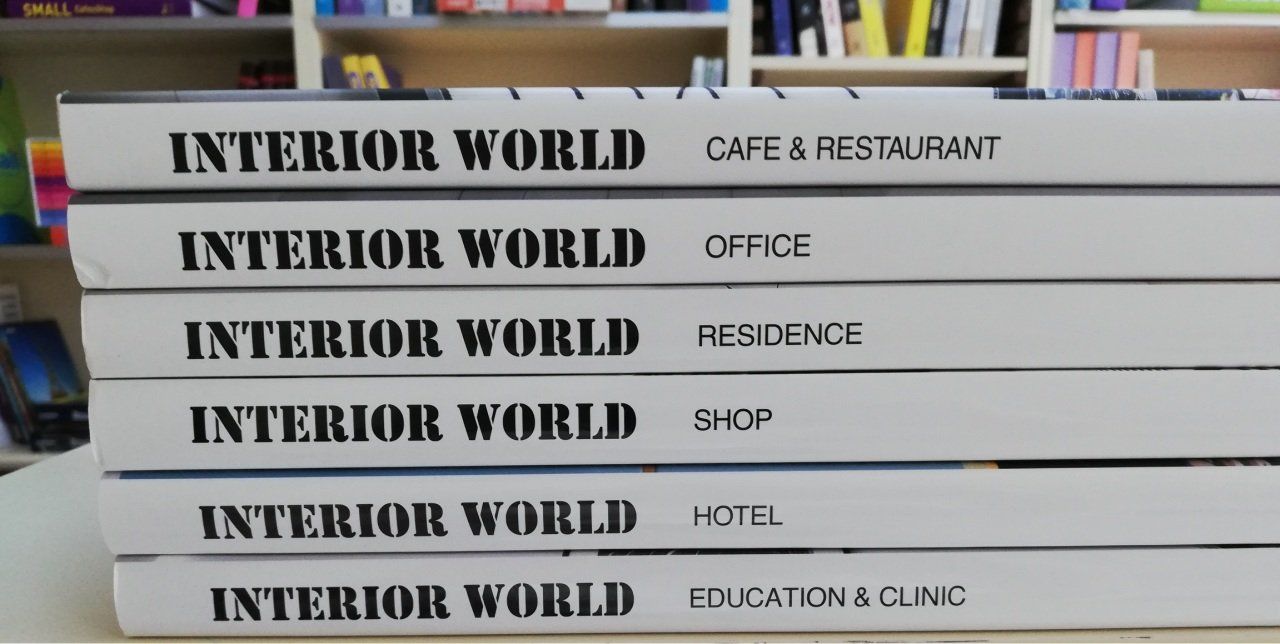 SMALL
INTERIOR WORLD CAFE & RESTAURANT
INTERIOR WORLD OFFICE
INTERIOR WORLD RESIDENCE
INTERIOR WORLD SHOP
INTERIOR WORLD HOTEL
INTERIOR WORLD EDUCATION & CLINIC